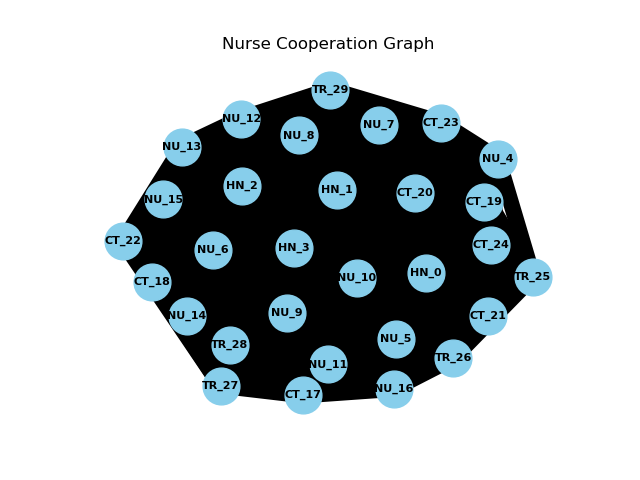 Nurse Cooperation Graph
TR_29
NU_12
NU_7
CT_23
NU_8
NU_13
NU_4
HN_2
HN_1
CT_20
NU_15
CT_19
CT_22
NU_6
HN_3
CT_24
CT_18
NU_10
HN_0
TR_25
NU_14
NU_9
CT_21
TR_28
NU_5
NU_11
TR_26
TR_27
CT_17
NU_16